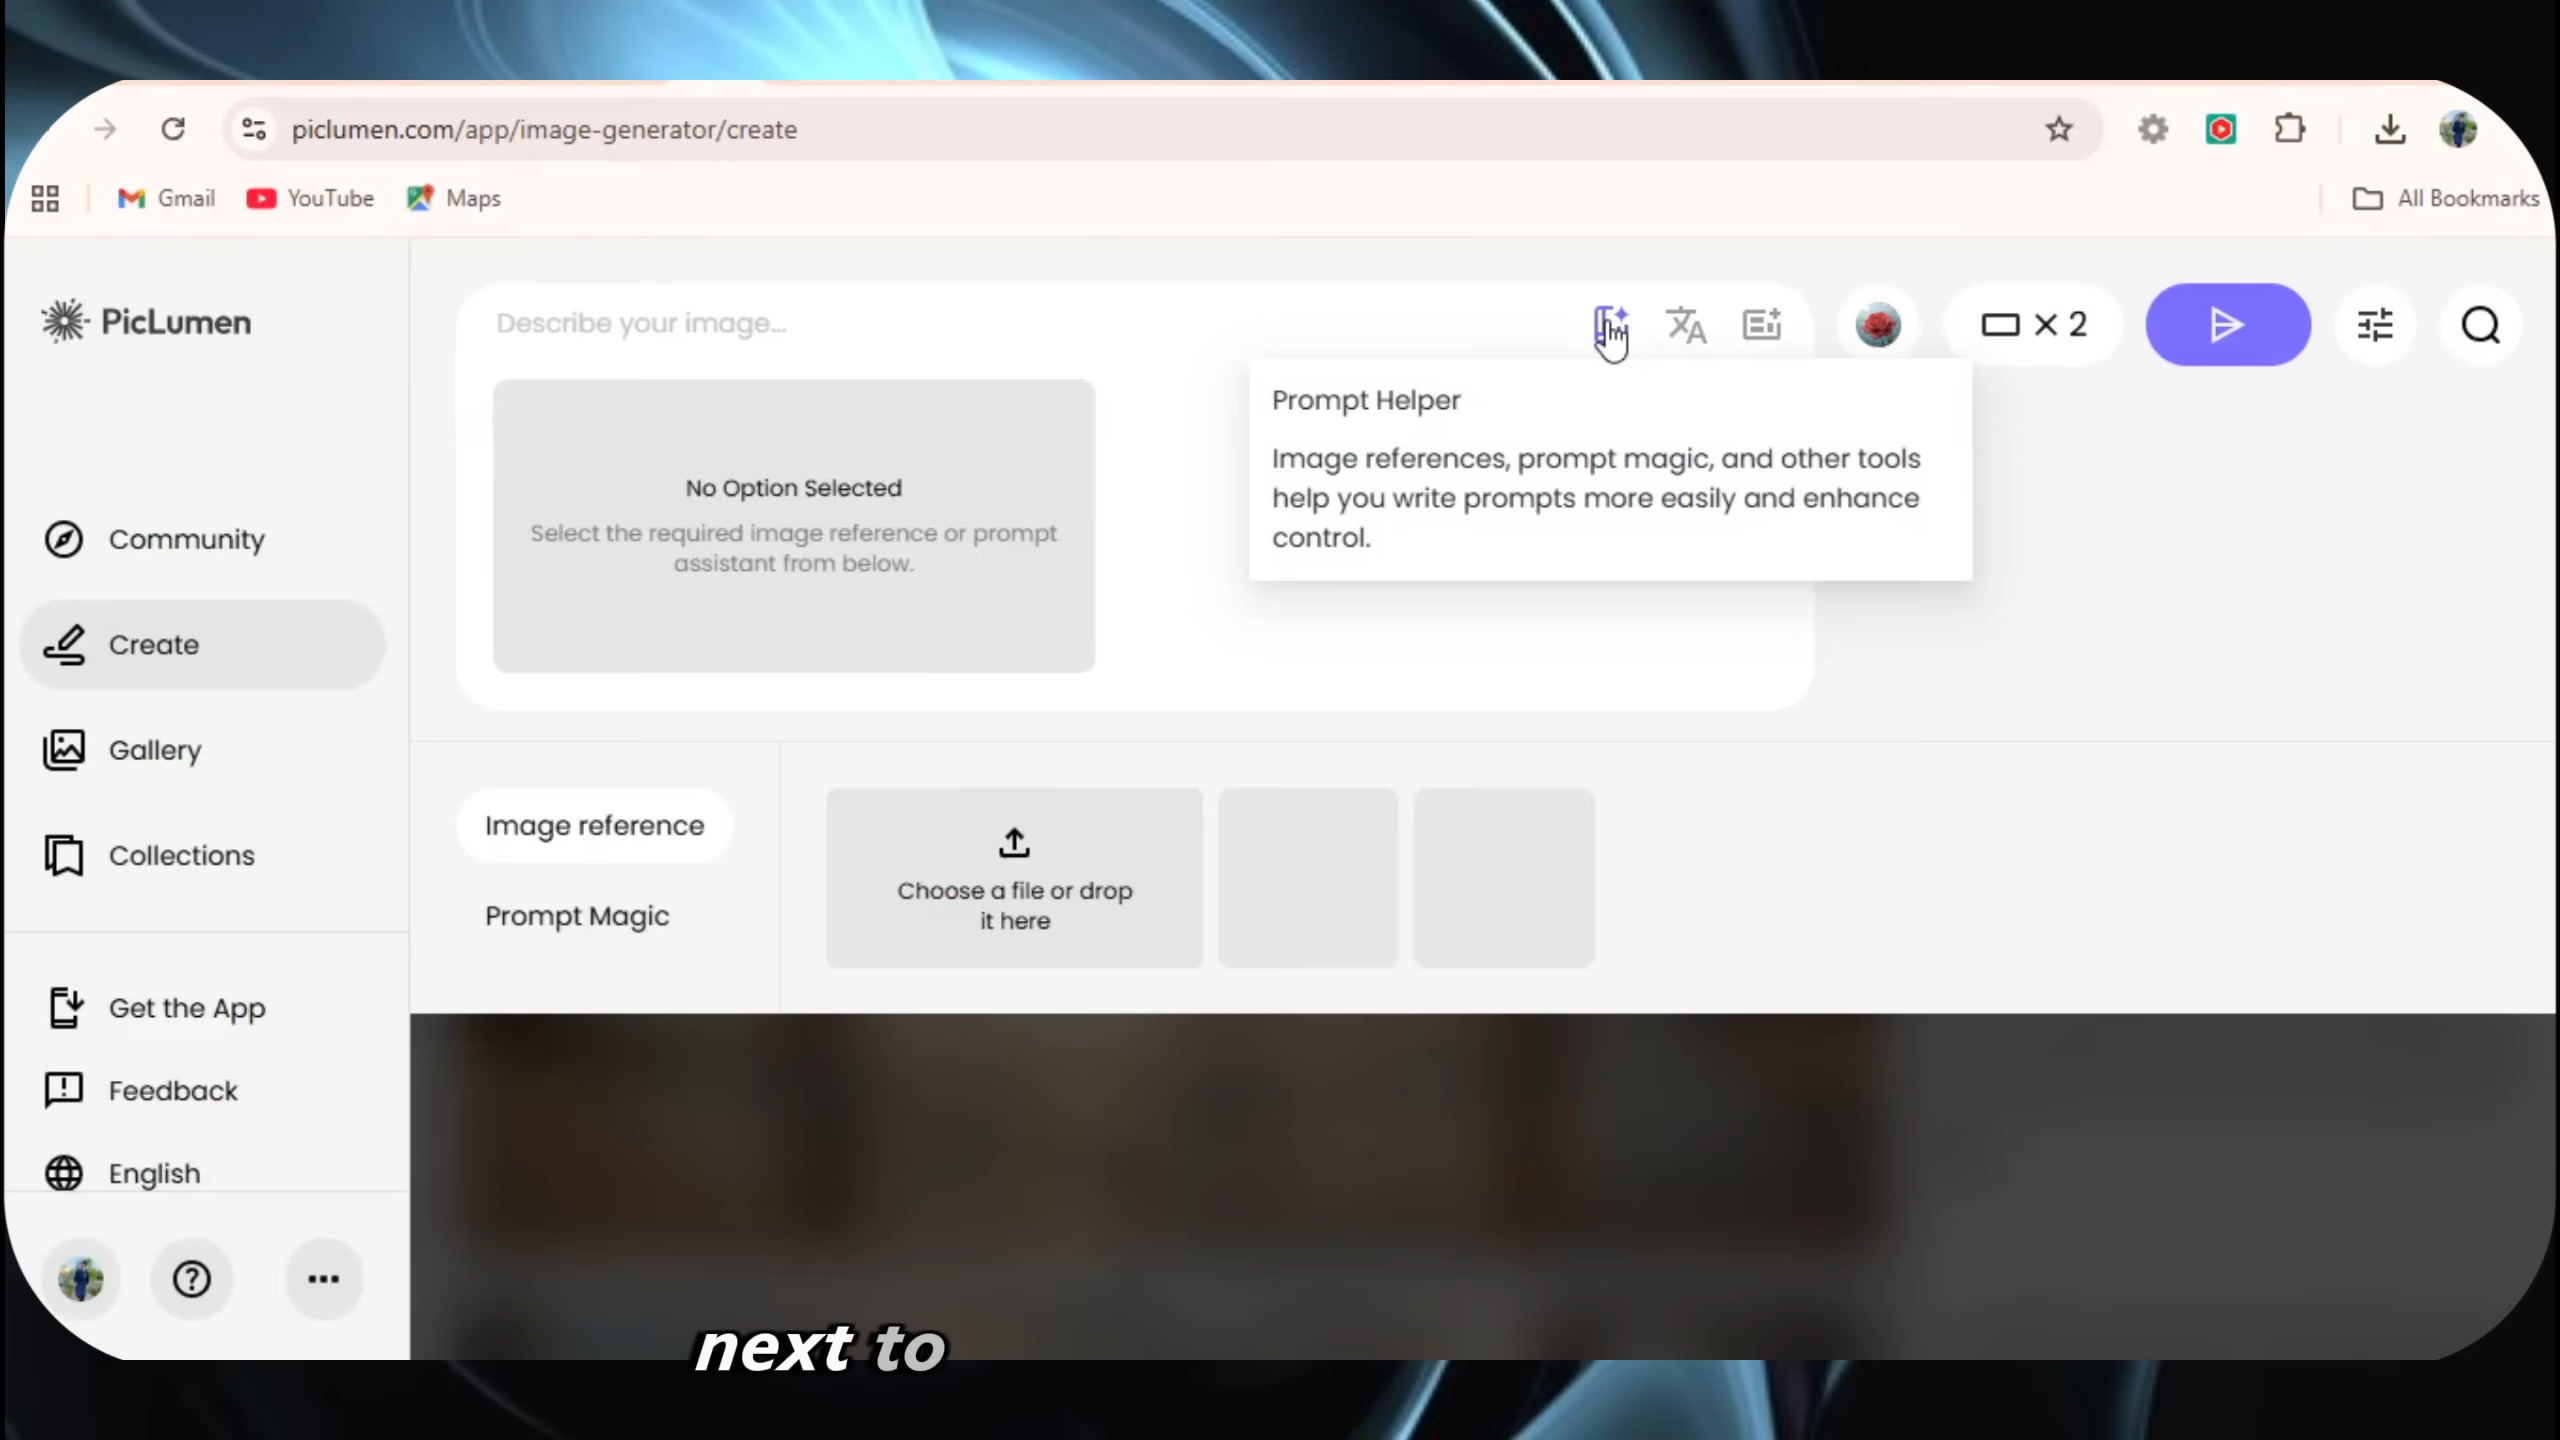 piclumen.com/app/image-generator/create
Gmail
YouTube
Maps
All Bookmarks
PicLumen
Describe your image...
× 2
Prompt Helper
Image references, prompt magic, and other tools
help you write prompts more easily and enhance
control.
No Option Selected
Select the required image reference or prompt
assistant from below.
Community
Create
Gallery
Collections
Image reference
Prompt Magic
Choose a file or drop
it here
Get the App
Feedback
English
next to